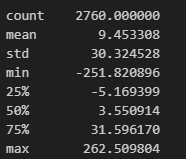 count 2760.000000
mean 9.453308
std 30.324528
min -251.820896
25% -5.169399
50% 3.550914
75% 31.596170
max 262.509804